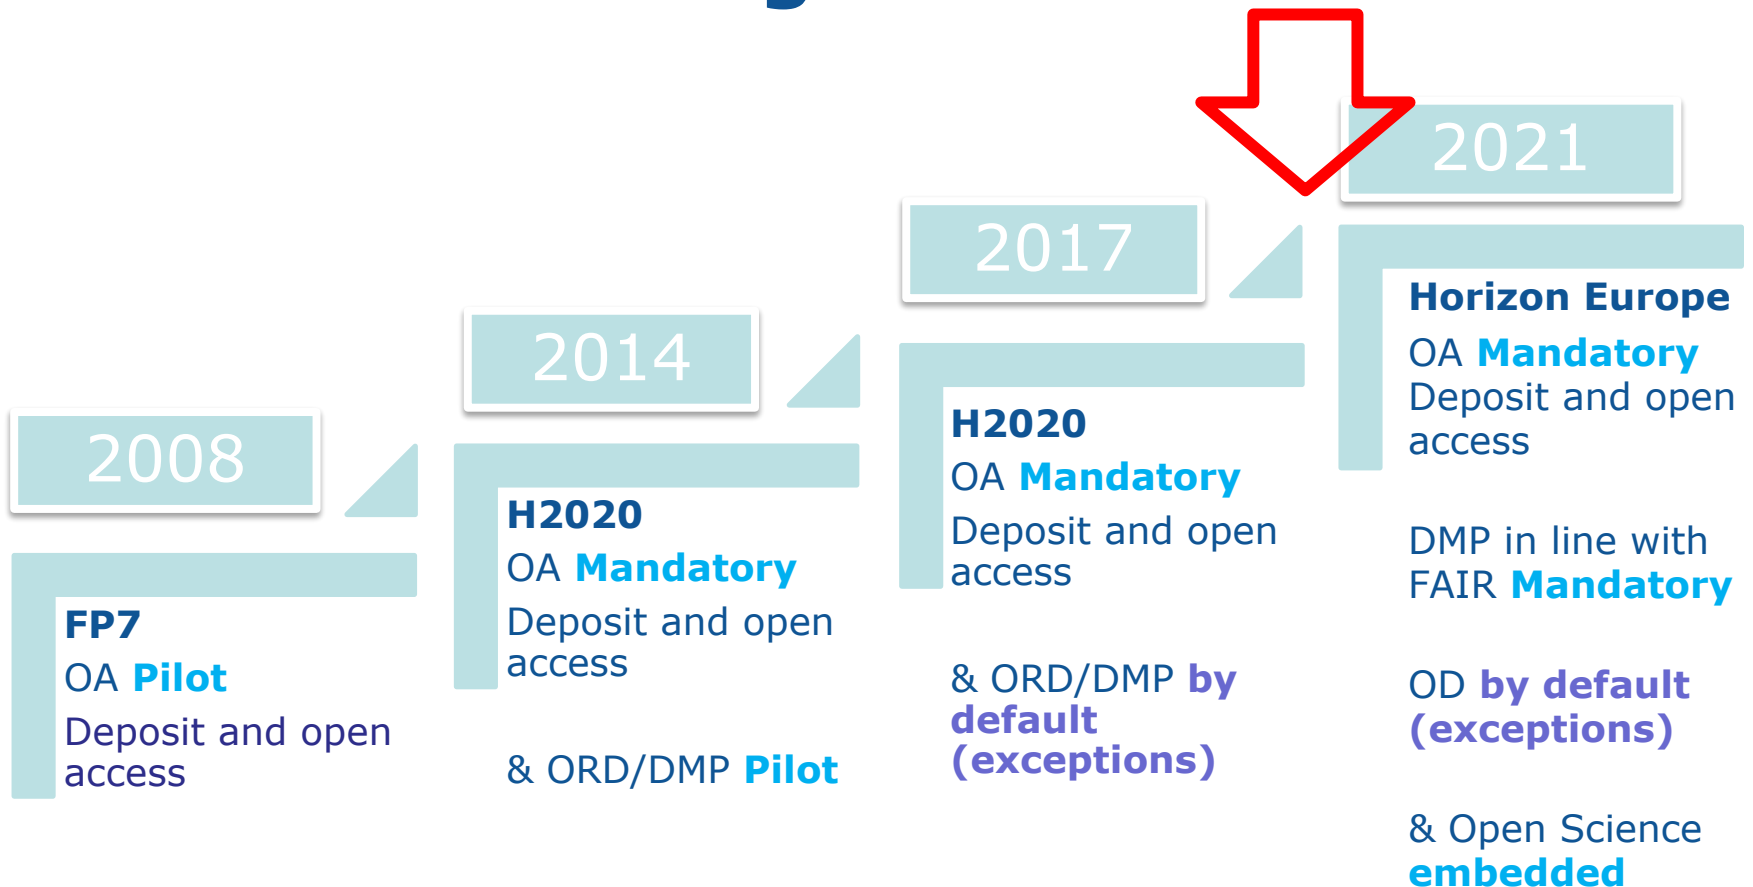 2008
FP7
OA Pilot
Deposit and open
access
2014
H2020
OA Mandatory
Deposit and open
access
& ORD/DMP Pilot
2017
H2020
OA Mandatory
Deposit and open
access
& ORD/DMP by
default
(exceptions)
2021
Horizon Europe
OA Mandatory
Deposit and open
access
DMP in line with
FAIR Mandatory
OD by default
(exceptions)
& Open Science
embedded